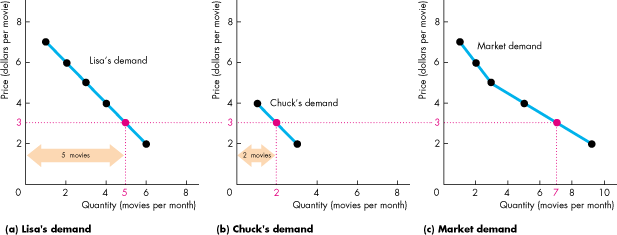 Price (dollars per movie)
8
6
4
3
2
0
2
4
5
6
8
Lisa's demand
5 movies
Quantity (movies per month)
(a) Lisa's demand
Price (dollars per movie)
8
6
4
3
2
0
2
4
6
8
Chuck's demand
2 movies
Quantity (movies per month)
(b) Chuck's demand
Price (dollars per movie)
8
6
4
3
2
0
2
4
6
7
8
10
Market demand
Quantity (movies per month)
(c) Market demand